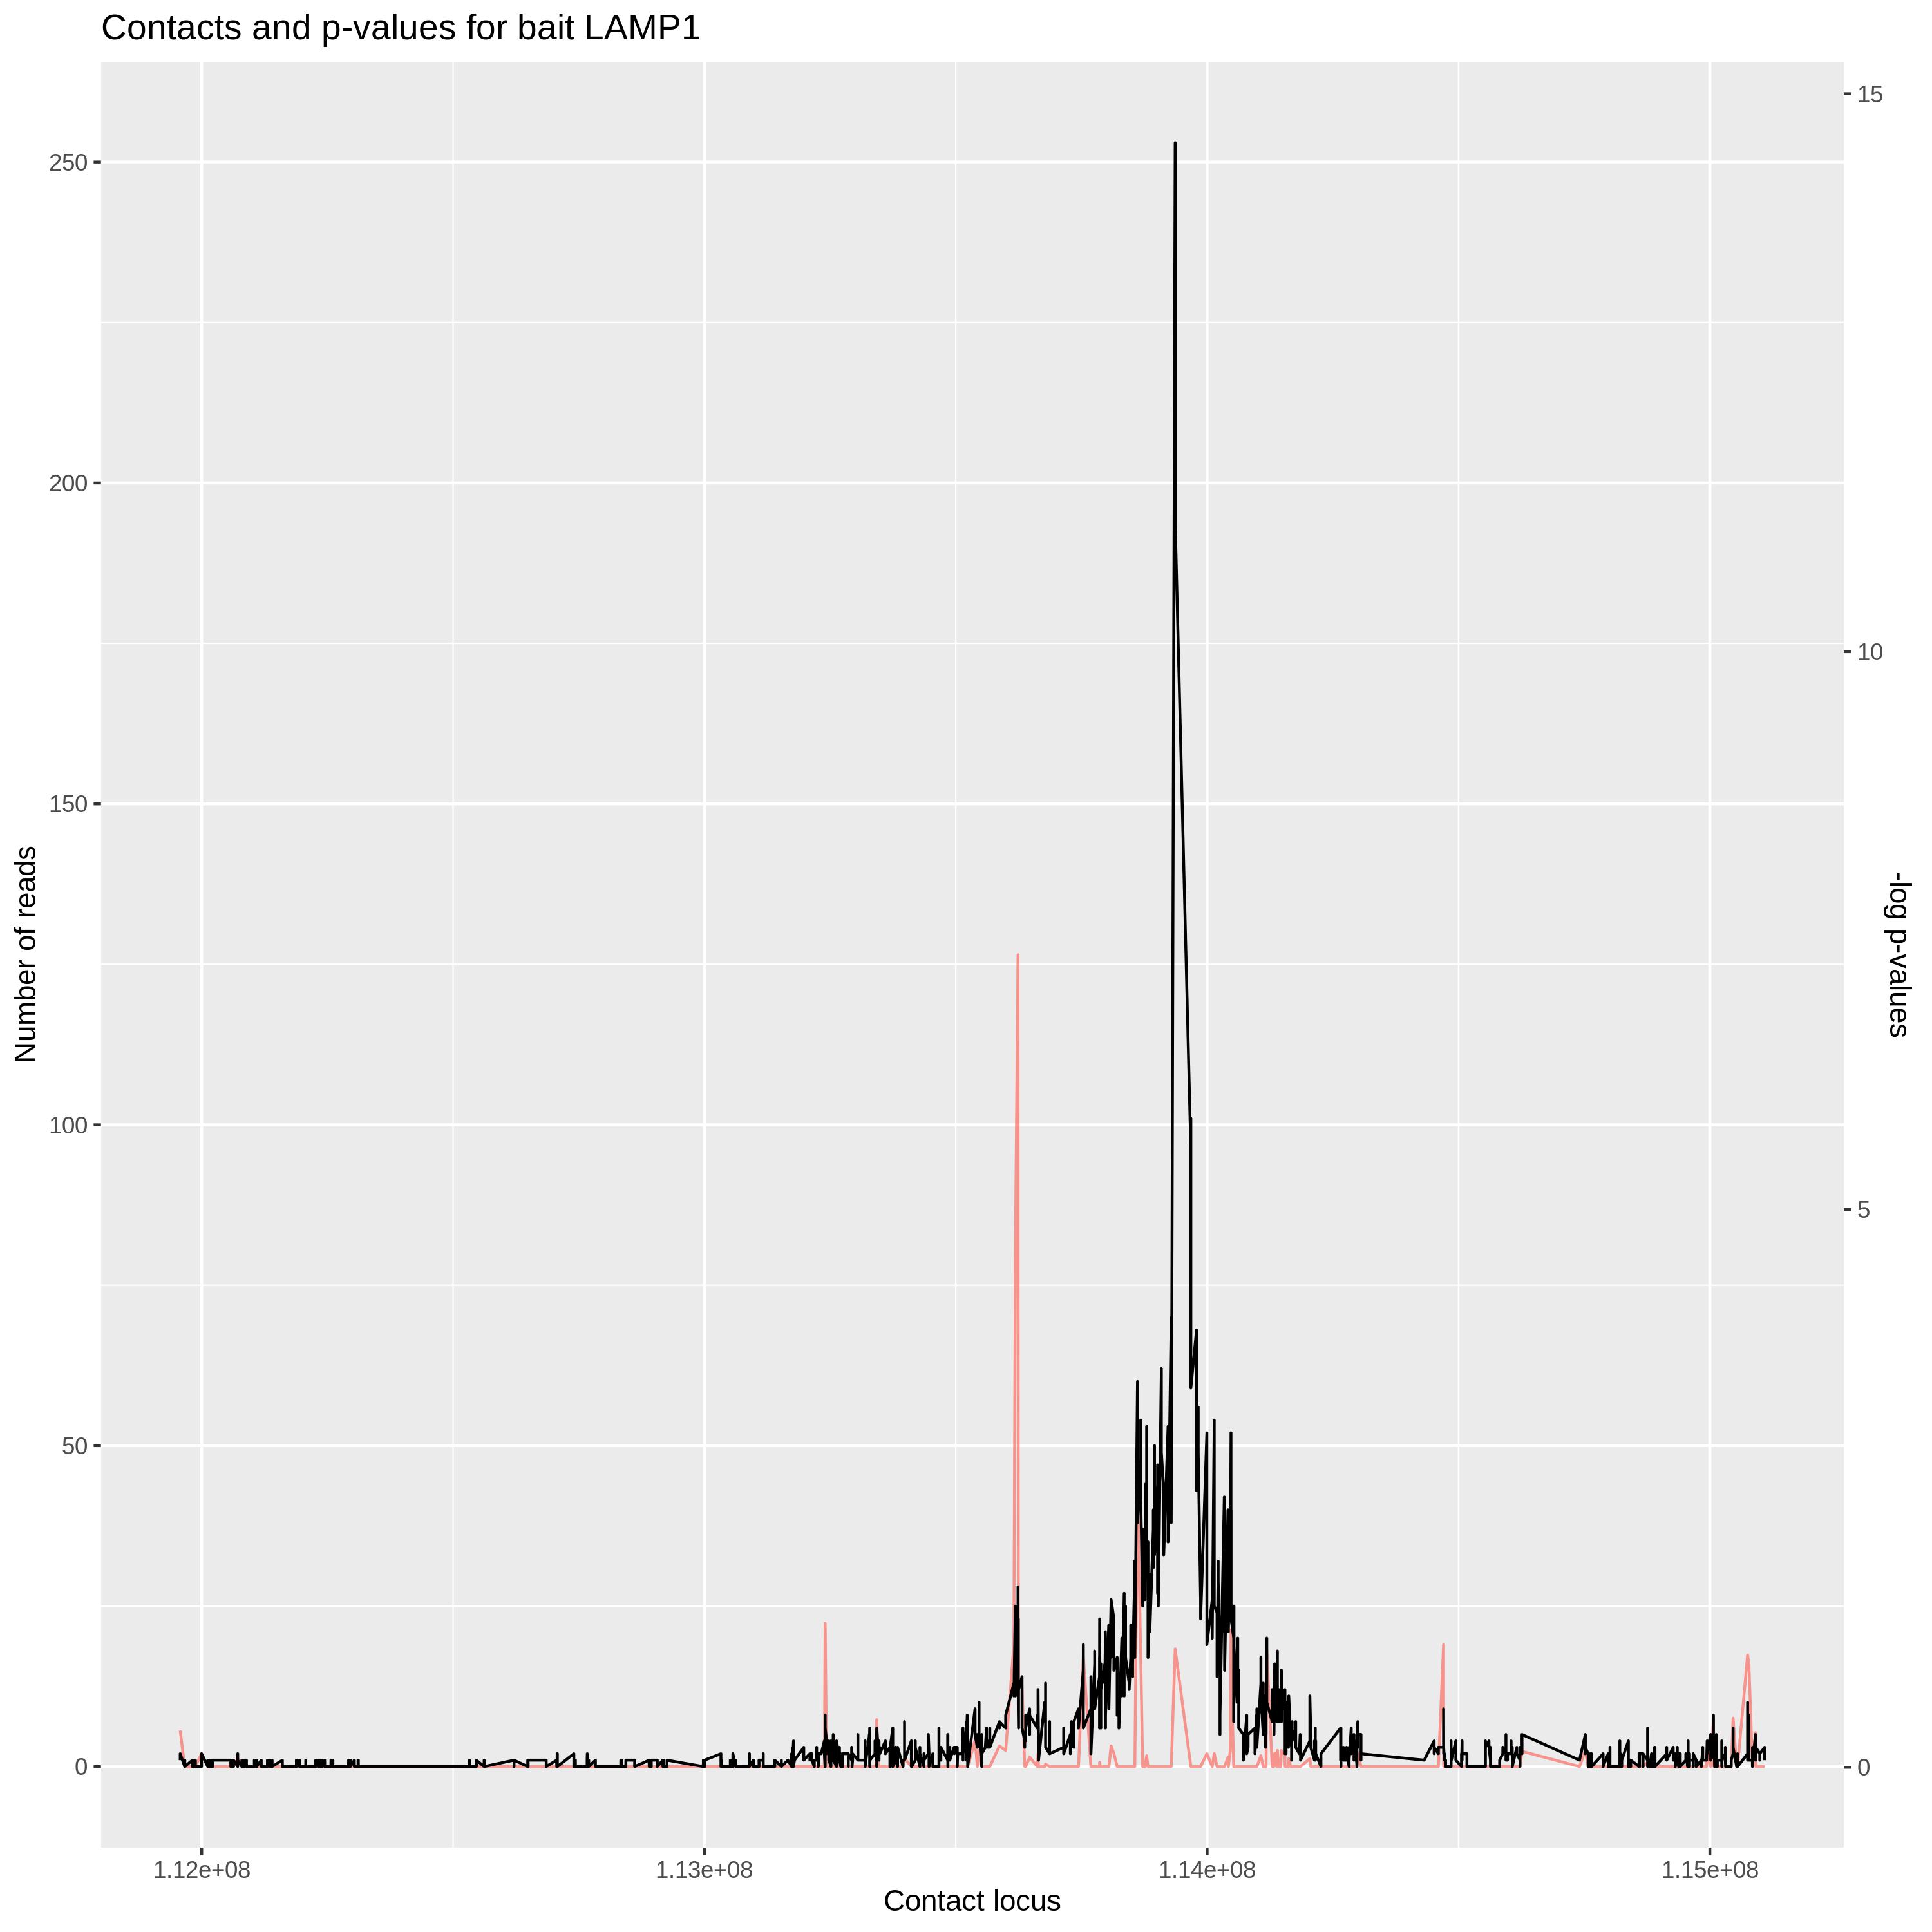 Contacts and p-values for bait LAMP1
Number of reads
250
200
150
100
50
0
15
10
5
0
-log p-values
1.12e+08 1.13e+08 1.14e+08 1.15e+08
Contact locus